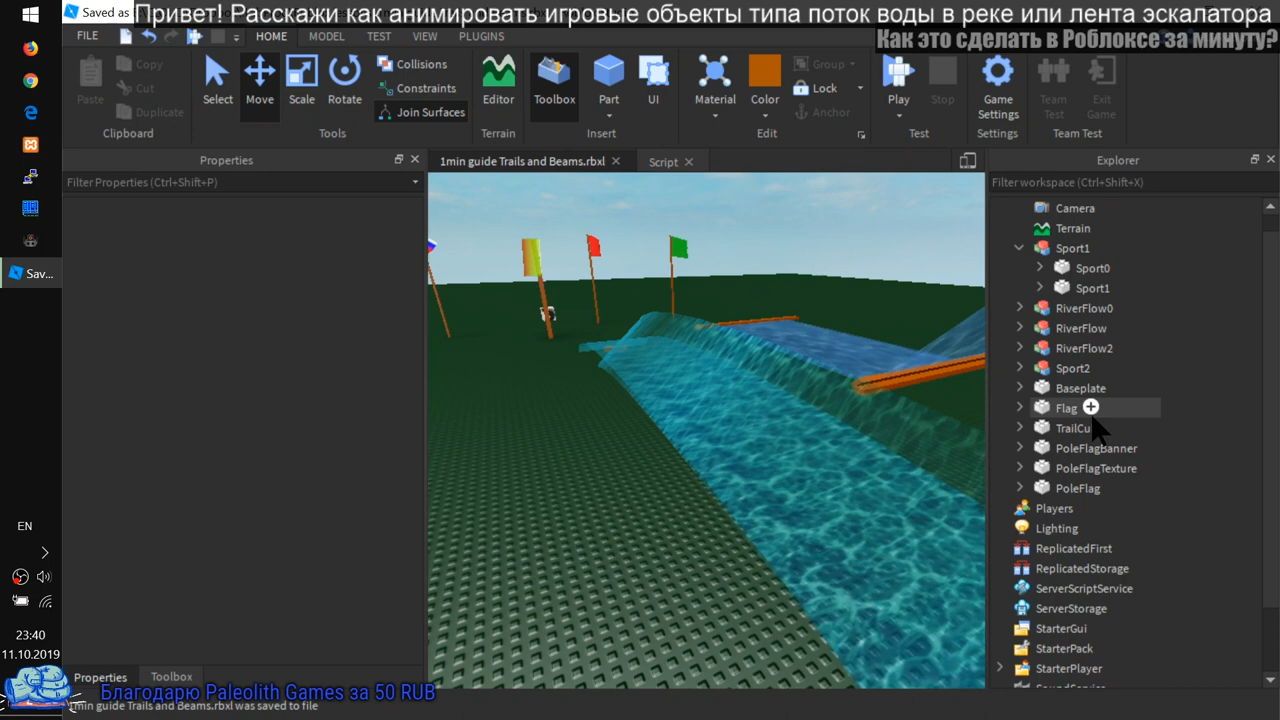 Saved as
Привет! Расскажи как анимировать игровые объекты типа поток воды в реке или лента эскалатора
Как это сделать в Роблоксе за минуту?
FILE HOME MODEL TEST VIEW PLUGINS
Paste Copy Cut Duplicate
Clipboard
Select Move Scale Rotate
Collisions
Constraints
Join Surfaces
Tools
Editor
Terrain
Toolbox Part UI
Insert
Material Color Group Lock Anchor
Edit
Play Stop
Test
Game Settings
Settings
Team Test Exit Game
Team Test
Properties
Filter Properties (Ctrl+Shift+P)
1min guide Trails and Beams.rbxl
Script
Explorer
Filter workspace (Ctrl+Shift+X)
Camera
Terrain
Sport1
Sport0
Sport1
RiverFlow0
RiverFlow
RiverFlow2
Sport2
Baseplate
Flag
TrailCu
PoleFlagBanner
PoleFlagTexture
PoleFlag
Players
Lighting
ReplicatedFirst
ReplicatedStorage
ServerScriptService
ServerStorage
StarterGui
StarterPack
StarterPlayer
Sav...
EN
23:40
11.10.2019
Properties Toolbox
Благодарю Paleolith Games за 50 RUB
1min guide Trails and Beams.rbxl was saved to file